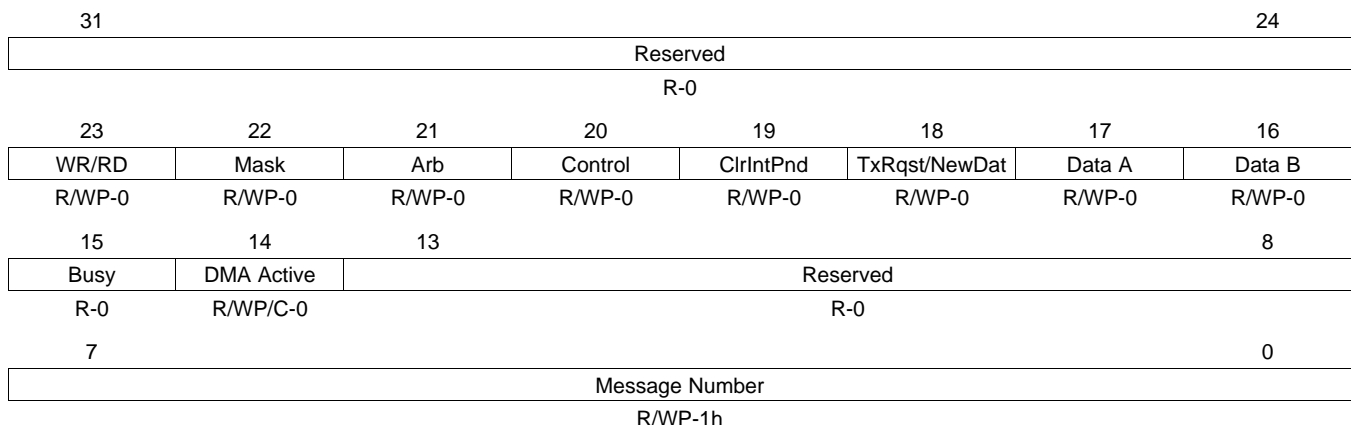 31 24
Reserved
R-0
23 22 21 20 19 18 17 16
WR/RD Mask Arb Control ClrIntPnd TxRqst/NewDat Data A Data B
R/WP-0 R/WP-0 R/WP-0 R/WP-0 R/WP-0 R/WP-0 R/WP-0 R/WP-0
15 14 13 8
Busy DMA Active Reserved
R-0 R/WP/C-0 R-0
7 0
Message Number
R/WP-1h